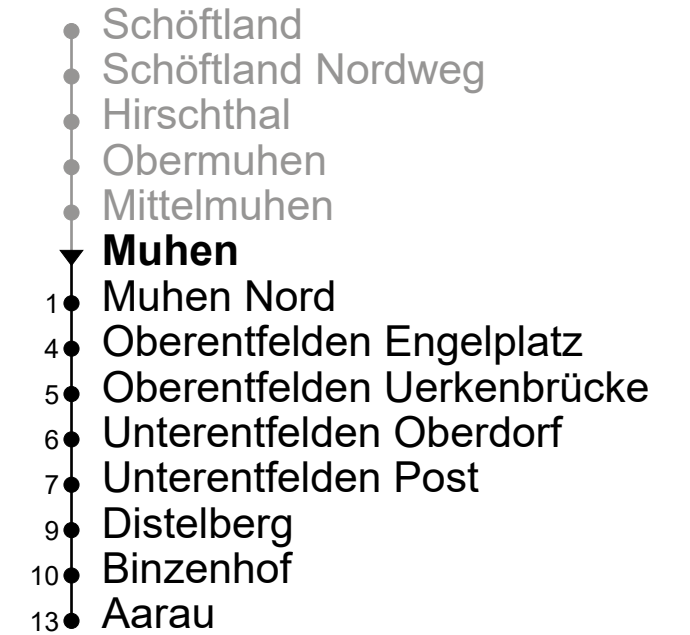 Schöftland
Schöftland Nordweg
Hirschthal
Obermuhen
Mittelmuhen
Muhen
1 Muhen Nord
4 Oberentfelden Engelplatz
5 Oberentfelden Uerkenbrücke
6 Unterentfelden Oberdorf
7 Unterentfelden Post
9 Distelberg
10 Binzenhof
13 Aarau